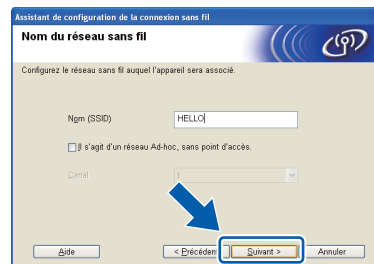 Assistant de configuration de la connexion sans fil
Nom du réseau sans fil
Configurez le réseau sans fil auquel l'appareil sera associé.
Nom (SSID) HELLO
Il s'agit d'un réseau Ad-hoc, sans point d'accès.
Canal 1
Aide < Précédent Suivant > Annuler